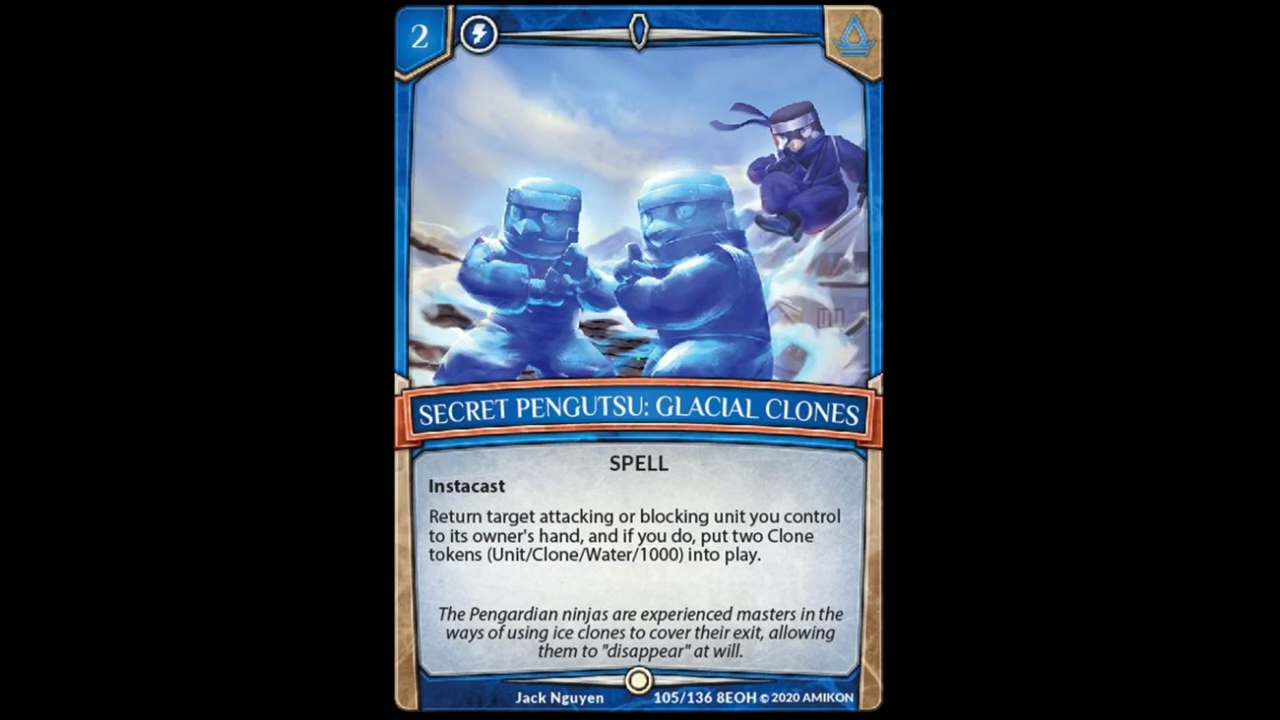 2
SECRET PENGUTSU: GLACIAL CLONES
SPELL
Instacast
Return target attacking or blocking unit you control
to its owner's hand, and if you do, put two Clone
tokens (Unit/Clone/Water/1000) into play.
The Pengardian ninjas are experienced masters in the
ways of using ice clones to cover their exit, allowing
them to "disappear" at will.
Jack Nguyen 105/136 8EOH © 2020 AMIKON